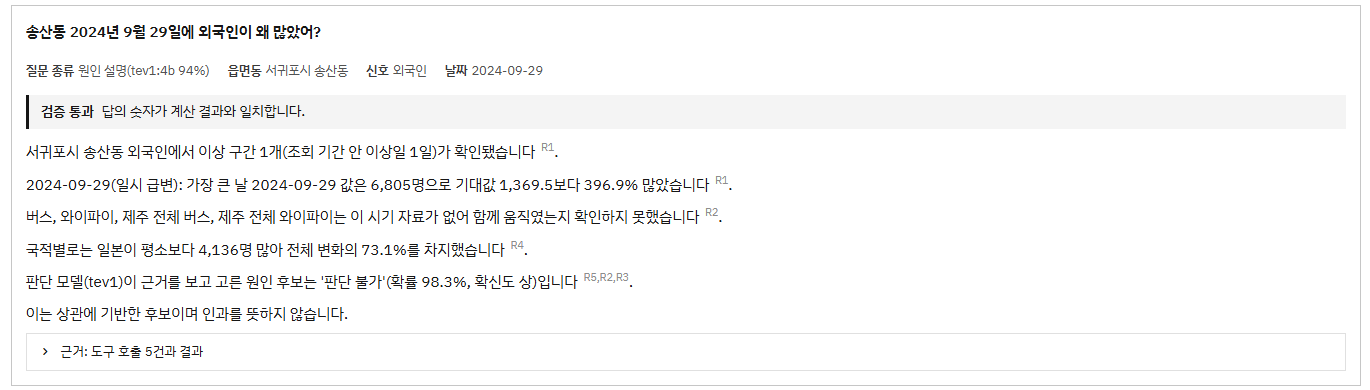 송산동 2024년 9월 29일에 외국인이 왜 많았어?
질문 종류 원인 설명(tev1:4b 94%) 읍면동 서귀포시 송산동 신호 외국인 날짜 2024-09-29
검증 통과 답의 숫자가 계산 결과와 일치합니다.
서귀포시 송산동 외국인에서 이상 구간 1개(조회 기간 안 이상일 1일)가 확인됐습니다 R1.
2024-09-29(일시 급변): 가장 큰 날 2024-09-29 값은 6,805명으로 기대값 1,369.5보다 396.9% 많았습니다 R1.
버스, 와이파이, 제주 전체 버스, 제주 전체 와이파이는 이 시기 자료가 없어 함께 움직였는지 확인하지 못했습니다 R2.
국적별로는 일본이 평소보다 4,136명 많아 전체 변화의 73.1%를 차지했습니다 R4.
판단 모델(tev1)이 근거를 보고 고른 원인 후보는 '판단 불가'(확률 98.3%, 확신도 상)입니다 R5,R2,R3.
이는 상관에 기반한 후보이며 인과를 뜻하지 않습니다.
> 근거: 도구 호출 5건과 결과